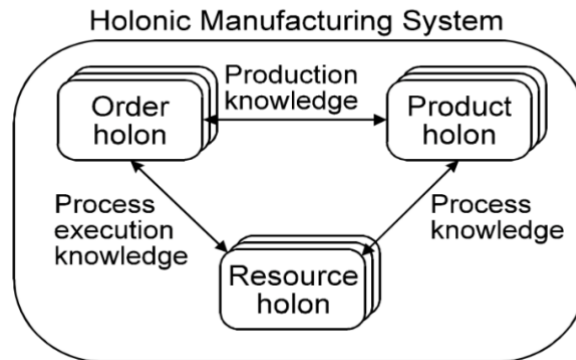 Holonic Manufacturing System
Order
holon
Production
knowledge
Product
holon
Process
execution
knowledge
Process
knowledge
Resource
holon